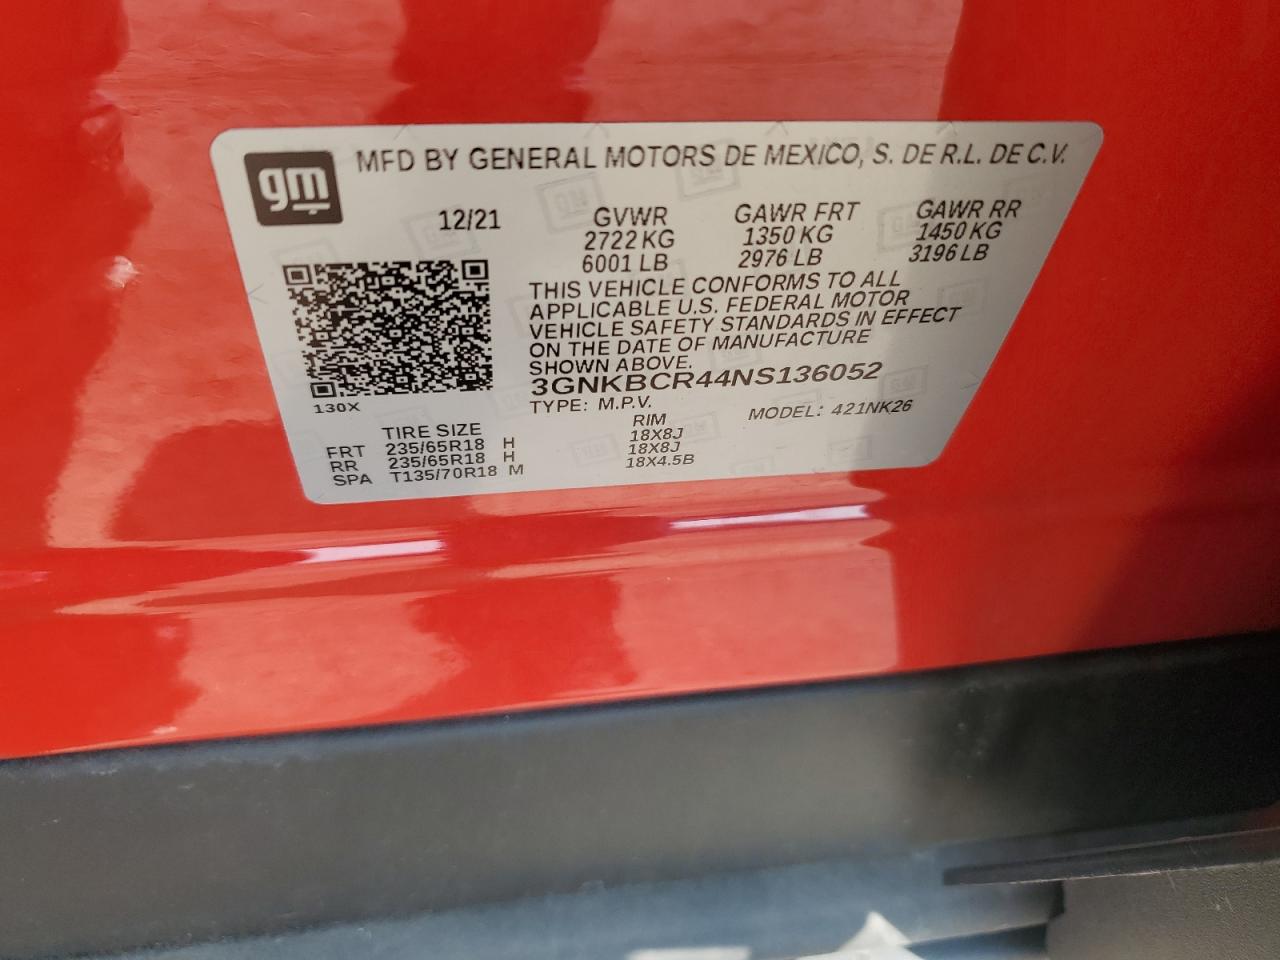 gm
MFD BY GENERAL MOTORS DE MEXICO, S. DE R.L. DE C.V.
12/21 GVWR GAWR FRT GAWR RR
2722 KG 1350 KG 1450 KG
6001 LB 2976 LB 3196 LB
THIS VEHICLE CONFORMS TO ALL
APPLICABLE U.S. FEDERAL MOTOR
VEHICLE SAFETY STANDARDS IN EFFECT
ON THE DATE OF MANUFACTURE
SHOWN ABOVE.
3GNKBCR44NS136052
130X
TYPE: M.P.V. MODEL: 421NK26
TIRE SIZE RIM
FRT 235/65R18 H 18X8J
RR 235/65R18 H 18X8J
SPA T135/70R18 M 18X4.5B